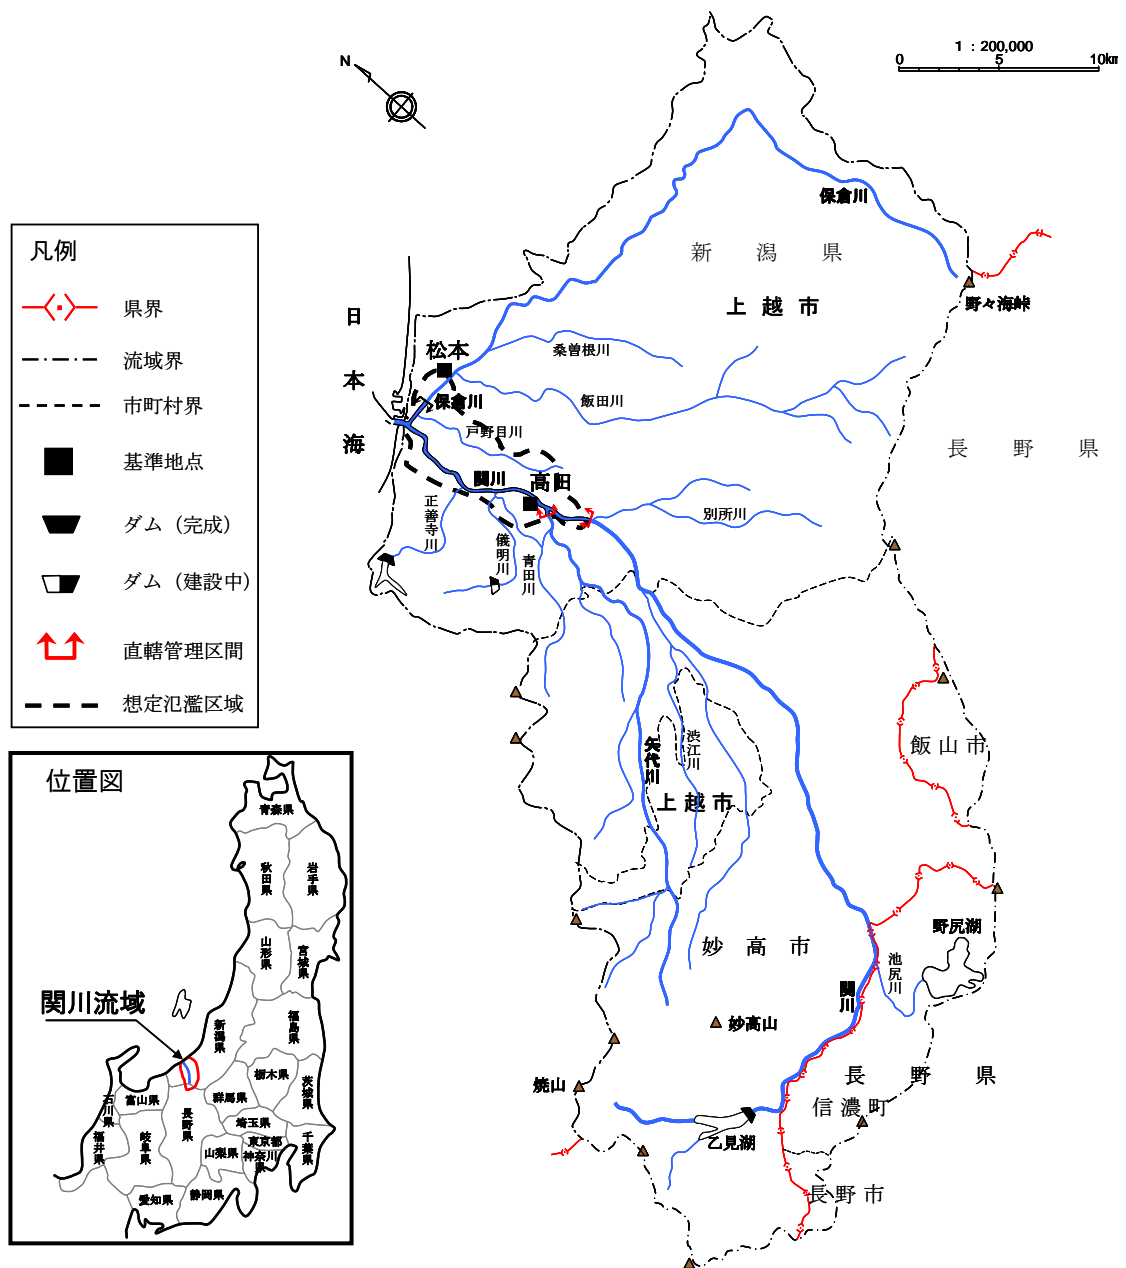 1 : 200,000
0 5 10km
N
保倉川
新潟県
上越市
野々海峠
凡例
県界
流域界
市町村界
基準地点
ダム（完成）
ダム（建設中）
直轄管理区間
想定氾濫区域
日本海
松本
桑曽根川
保倉川
飯田川
戸野目川
長野県
関川
高田
正善寺川
儀明川
青田川
別所川
飯山市
矢代川
渋江川
上越市
妙高市
野尻湖
池尻川
関川
妙高山
長野県
焼山
信濃町
乙見湖
長野市
位置図
青森県
秋田県
岩手県
山形県
宮城県
関川流域
新潟県
福島県
栃木県
茨城県
群馬県
石川県
富山県
長野県
埼玉県
福井県
岐阜県
山梨県
東京都
神奈川県
千葉県
愛知県
静岡県